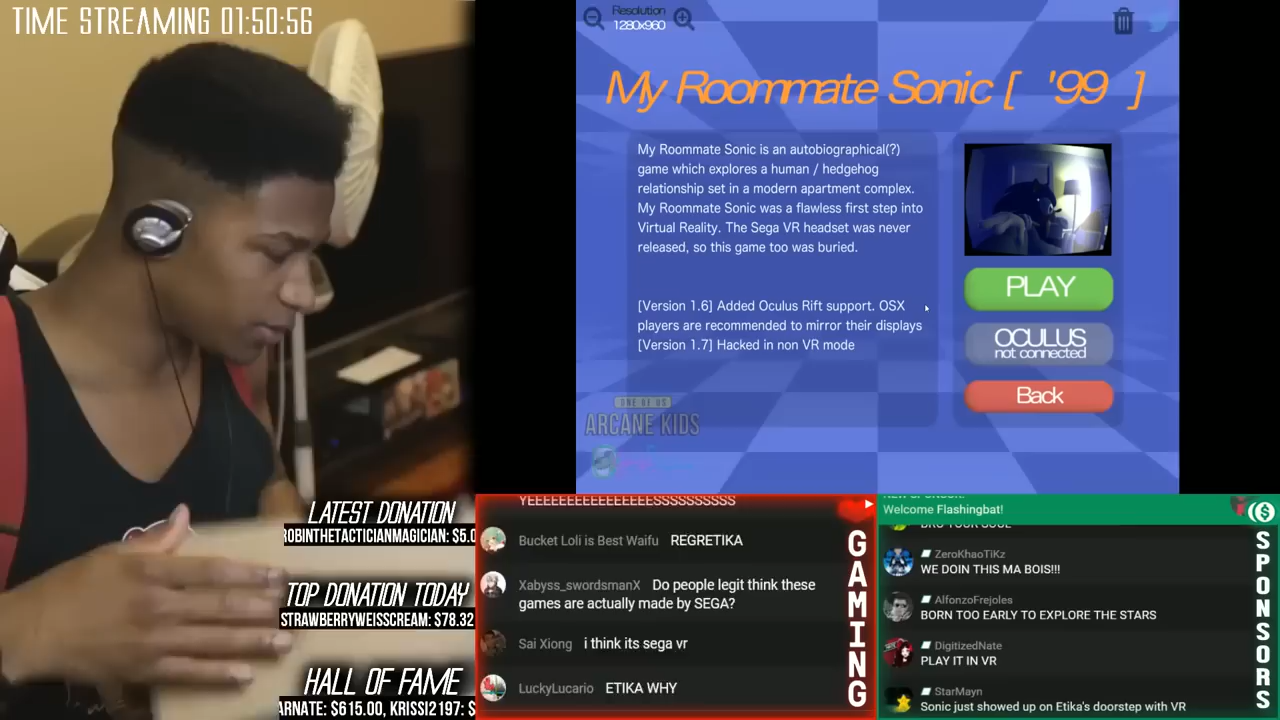 TIME STREAMING 01:50:56
Resolution
1280x960
My Roommate Sonic [ '99 ]
My Roommate Sonic is an autobiographical(?)
game which explores a human / hedgehog
relationship set in a modern apartment complex.
My Roommate Sonic was a flawless first step into
Virtual Reality. The Sega VR headset was never
released, so this game too was buried.
[Version 1.6] Added Oculus Rift support. OSX
players are recommended to mirror their displays
[Version 1.7] Hacked in non VR mode
PLAY
OCULUS
not connected
Back
ONE OF US
ARCANE KIDS
LATEST DONATION
ROBINTHETACTICIANMAGICIAN: $5.0
TOP DONATION TODAY
STRAWBERRYWEISSCREAM: $78.32
HALL OF FAME
ARNATE: $615.00, KRISSI2197: $
YEEEEEEEEEEEEEEEESSSSSSSSSS
Bucket Loli is Best Waifu REGRETIKA
Xabyss_swordsmanX Do people legit think these
games are actually made by SEGA?
Sai Xiong i think its sega vr
LuckyLucario ETIKA WHY
GAMING
Welcome Flashingbat!
BRO YOUR SOUL
ZeroKhaoTiKz
WE DOIN THIS MA BOIS!!!
AlfonzoFrejoles
BORN TOO EARLY TO EXPLORE THE STARS
DigitizedNate
PLAY IT IN VR
StarMayn
Sonic just showed up on Etika's doorstep with VR
SPONSORS